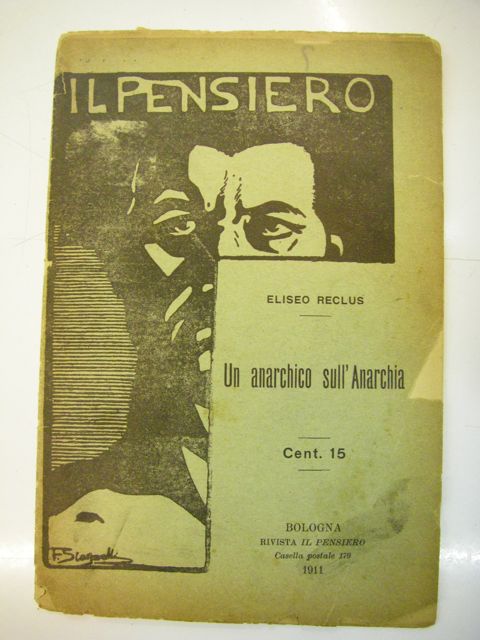 IL PENSIERO
ELISEO RECLUS
Un anarchico sull'Anarchia
Cent. 15
BOLOGNA
RIVISTA IL PENSIERO
Casella postale 179
1911